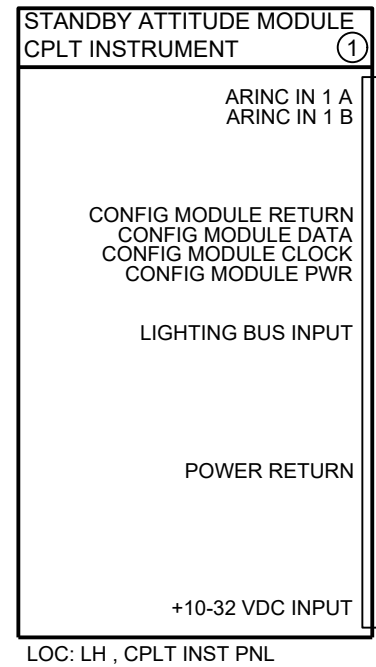 STANDBY ATTITUDE MODULE
CPLT INSTRUMENT 1
ARINC IN 1 A
ARINC IN 1 B
CONFIG MODULE RETURN
CONFIG MODULE DATA
CONFIG MODULE CLOCK
CONFIG MODULE PWR
LIGHTING BUS INPUT
POWER RETURN
+10-32 VDC INPUT
LOC: LH , CPLT INST PNL